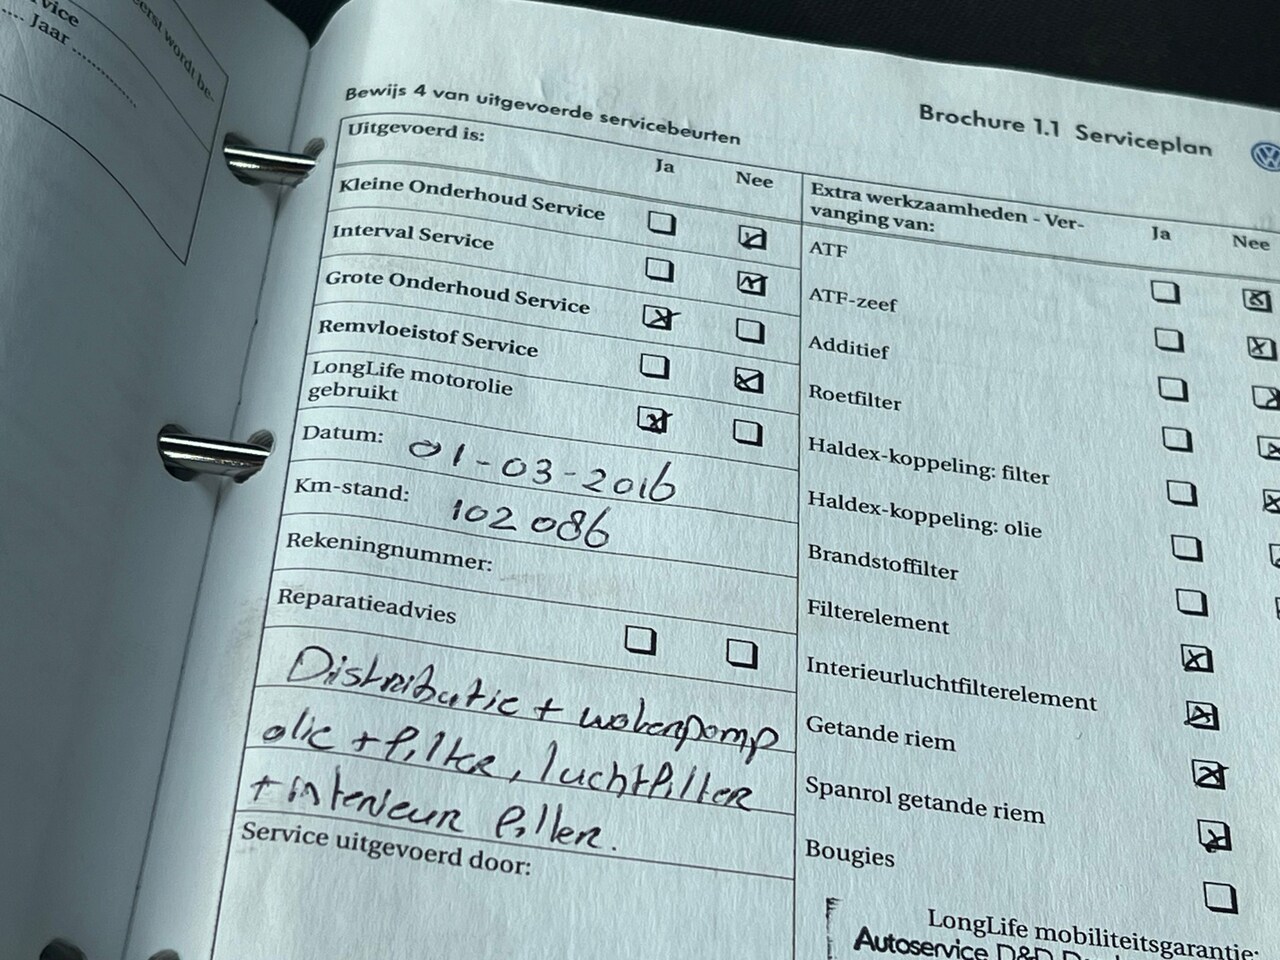 vice
.... Jaar ................
eerst wordt be-
Bewijs 4 van uitgevoerde servicebeurten
Brochure 1.1 Serviceplan
Uitgevoerd is:
Ja Nee
Kleine Onderhoud Service
Interval Service
Grote Onderhoud Service
Remvloeistof Service
LongLife motorolie
gebruikt
Datum: 01-03-2016
Km-stand: 102086
Rekeningnummer:
Reparatieadvies
Distributie + waterpomp
olie + filter, luchtfilter
+ interieur filter.
Service uitgevoerd door:
Extra werkzaamheden - Ver-
vanging van:
Ja Nee
ATF
ATF-zeef
Additief
Roetfilter
Haldex-koppeling: filter
Haldex-koppeling: olie
Brandstoffilter
Filterelement
Interieurluchtfilterelement
Getande riem
Spanrol getande riem
Bougies
LongLife mobiliteitsgarantie:
Autoservice D&D